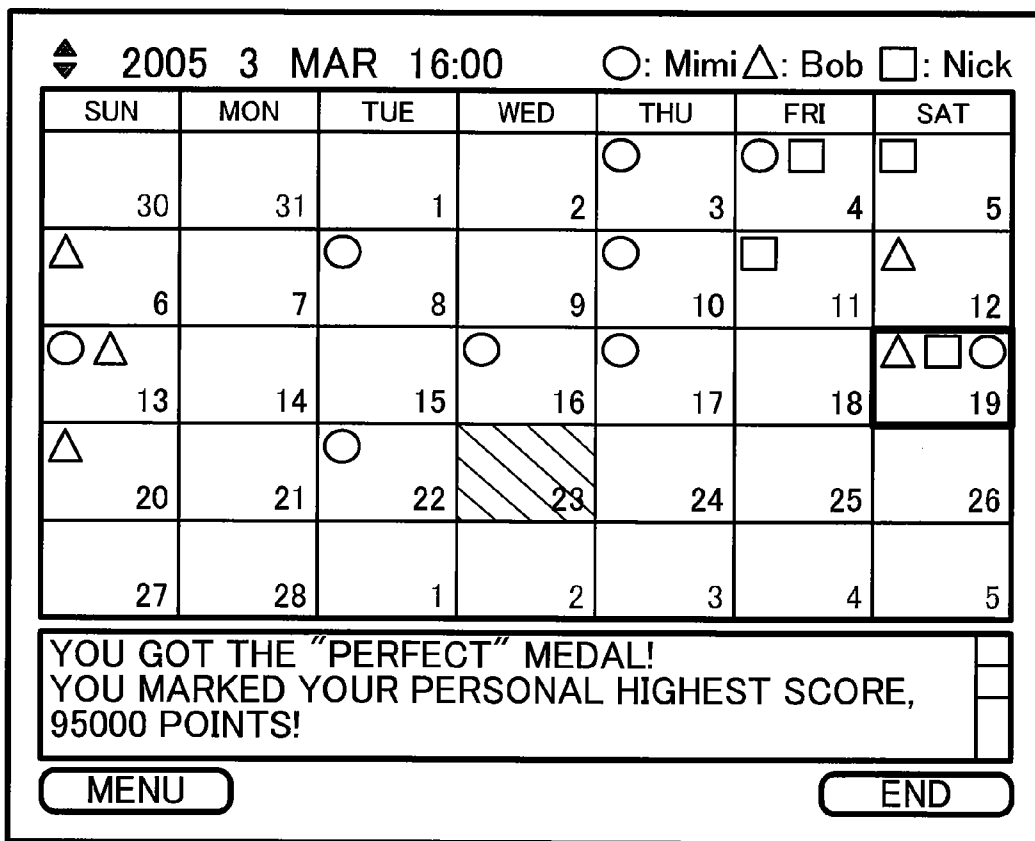 2005 3 MAR 16:00 ○: Mimi △: Bob □: Nick
SUN MON TUE WED THU FRI SAT
30 31 1 2 3 4 5
6 7 8 9 10 11 12
13 14 15 16 17 18 19
20 21 22 23 24 25 26
27 28 1 2 3 4 5
YOU GOT THE "PERFECT" MEDAL!
YOU MARKED YOUR PERSONAL HIGHEST SCORE,
95000 POINTS!
MENU END